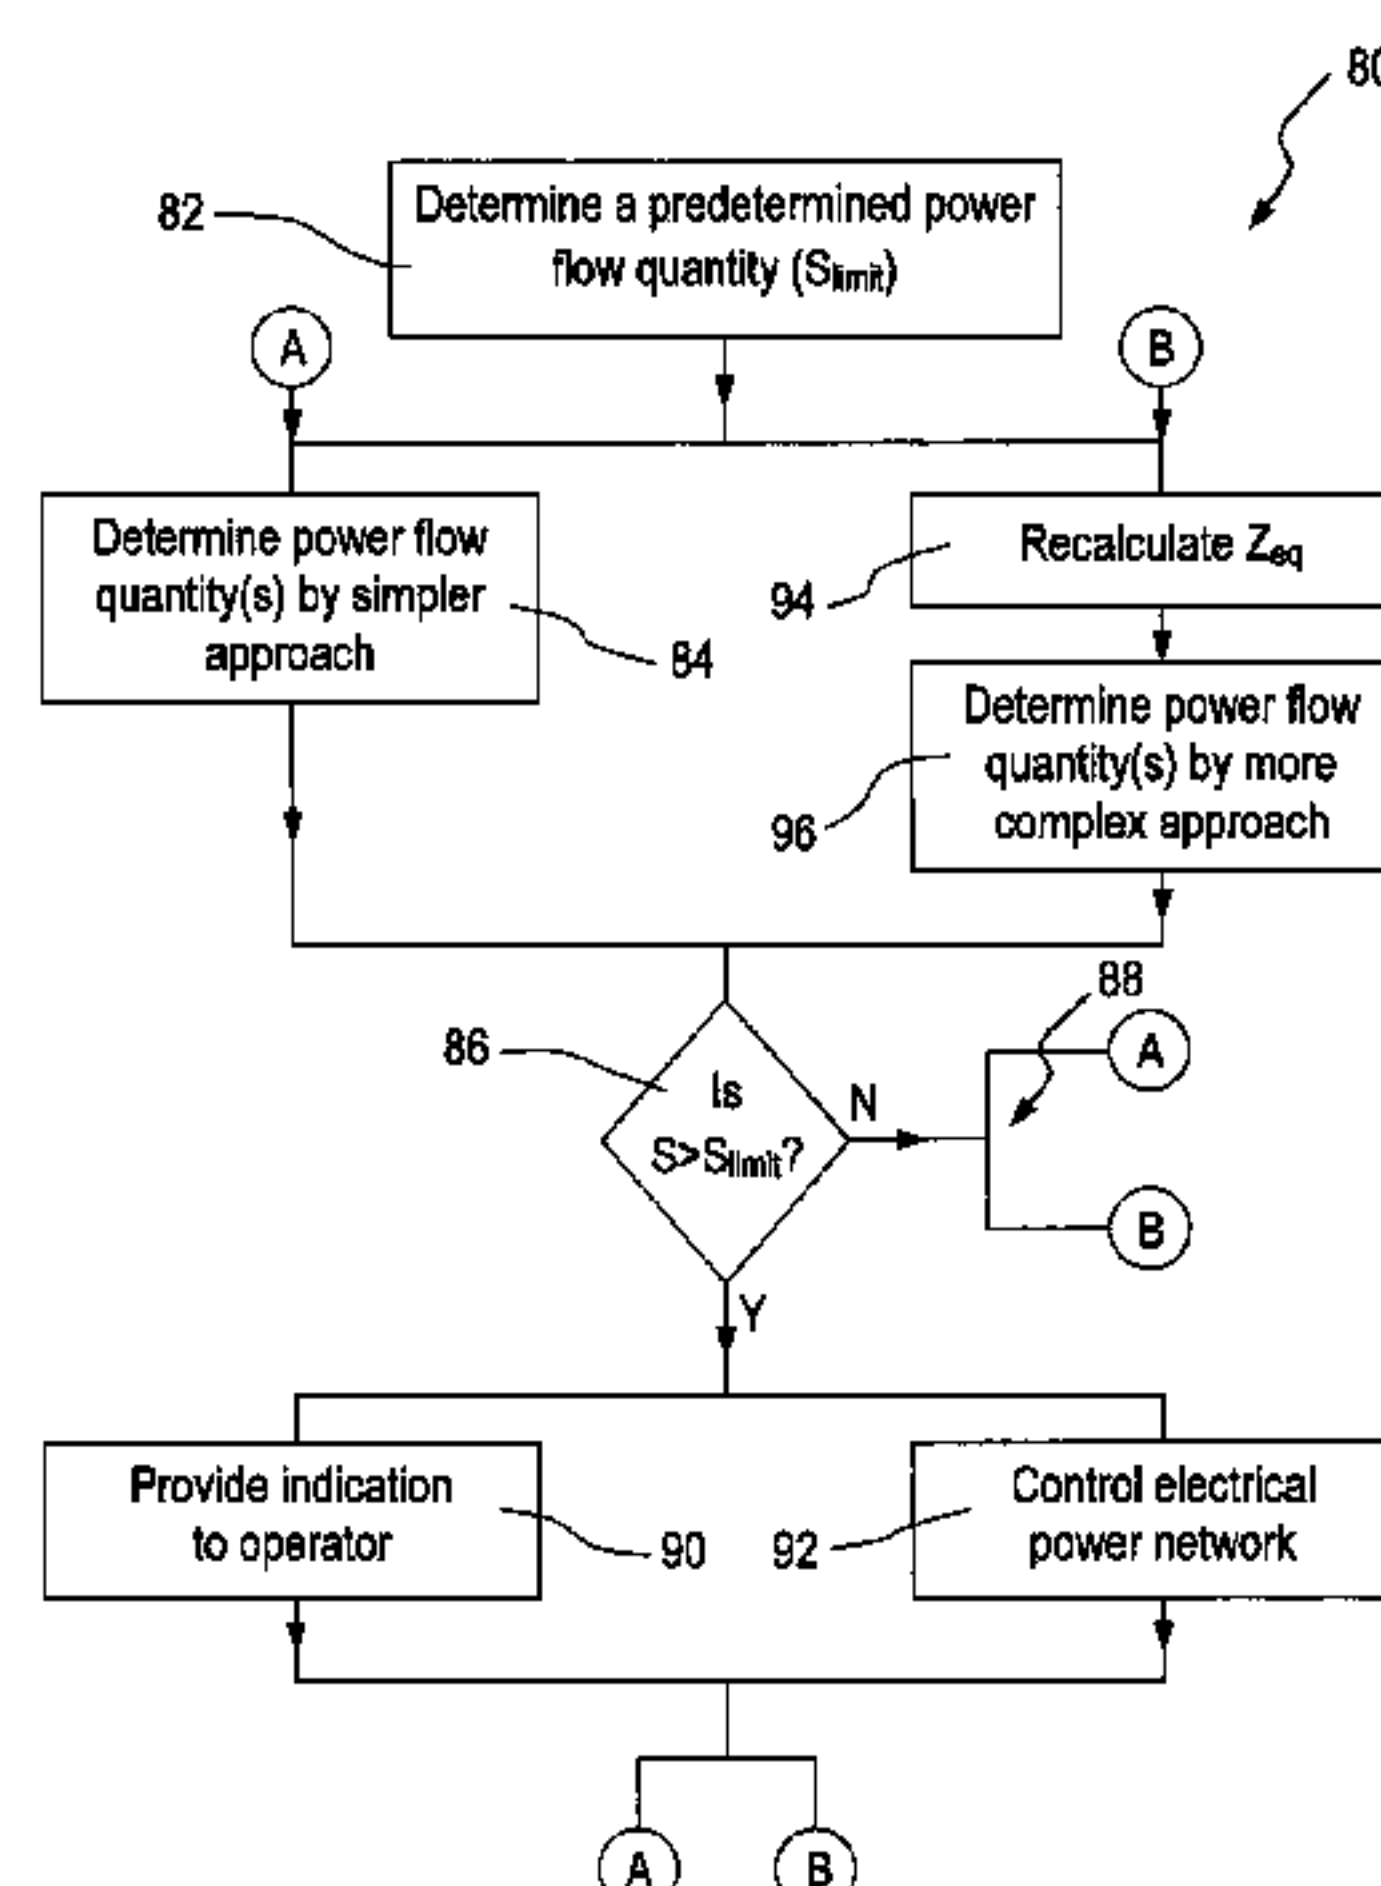 80
82
Determine a predetermined power
flow quantity (Slimit)
A
B
Determine power flow
quantity(s) by simpler
approach
84
Recalculate Zeq
94
Determine power flow
quantity(s) by more
complex approach
96
88
86
Is
S>Slimit?
N
A
B
Y
Provide indication
to operator
90
92
Control electrical
power network
A
B